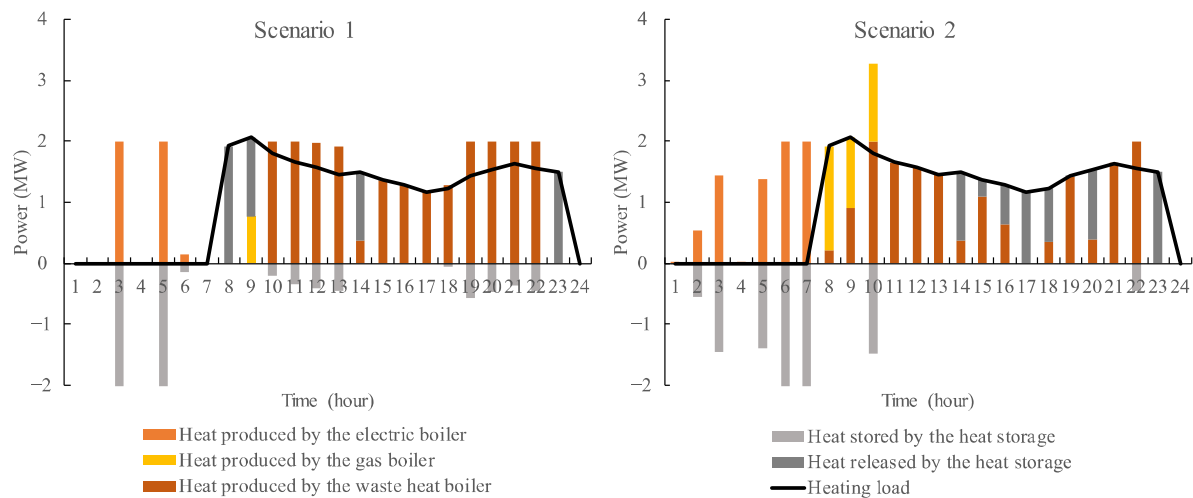 Scenario 1
4
3
2
1
0
−1
−2
Power (MW)
1 2 3 4 5 6 7 8 9 10 11 12 13 14 15 16 17 18 19 20 21 22 23 24
Time (hour)
Scenario 2
4
3
2
1
0
−1
−2
Power (MW)
1 2 3 4 5 6 7 8 9 10 11 12 13 14 15 16 17 18 19 20 21 22 23 24
Time (hour)
Heat produced by the electric boiler
Heat produced by the gas boiler
Heat produced by the waste heat boiler
Heat stored by the heat storage
Heat released by the heat storage
Heating load